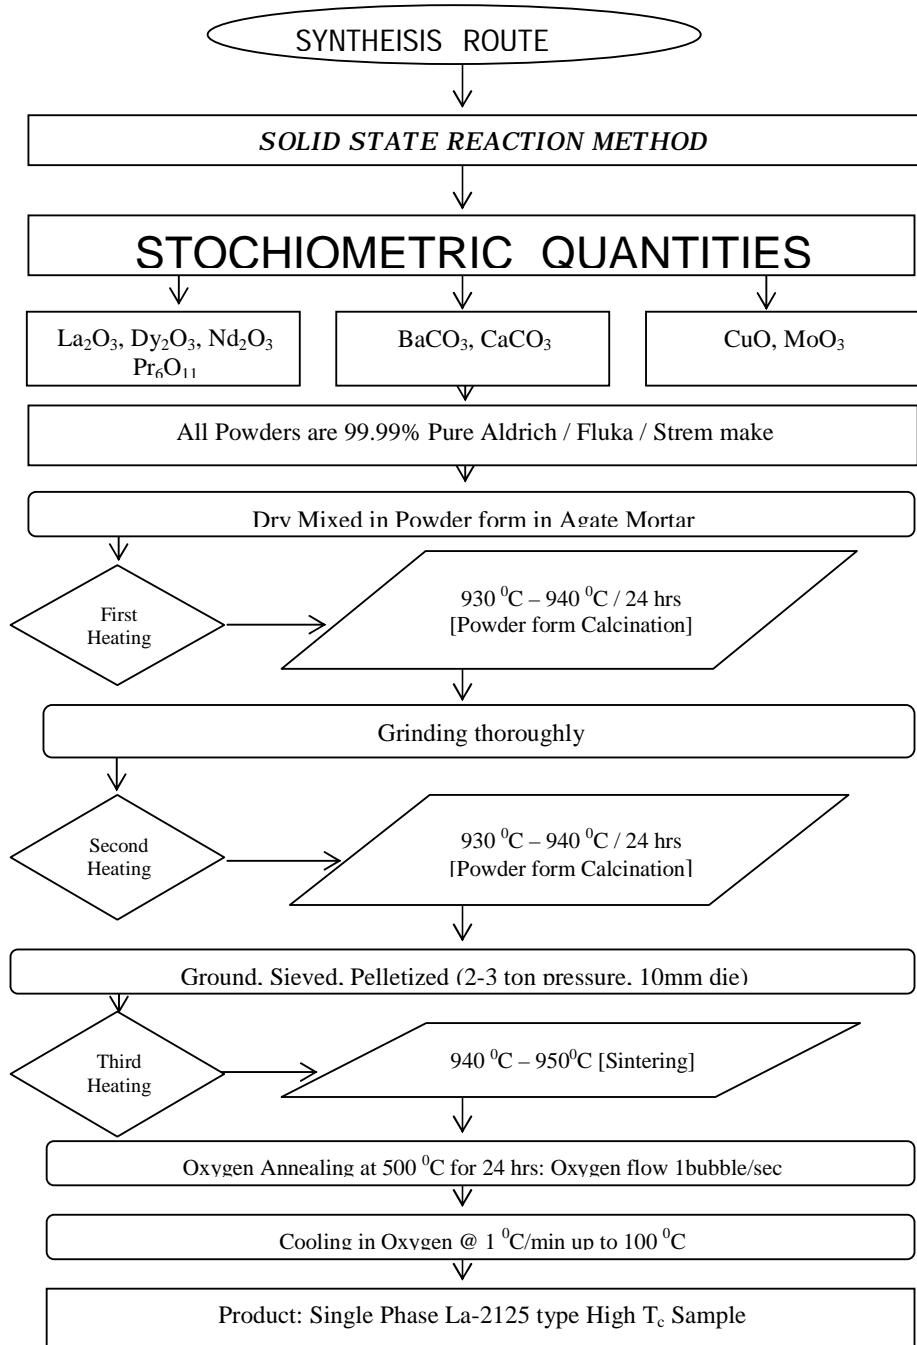 SYNTHEISIS ROUTE
SOLID STATE REACTION METHOD
STOCHIOMETRIC QUANTITIES
La₂O₃, Dy₂O₃, Nd₂O₃
Pr₆O₁₁
BaCO₃, CaCO₃
CuO, MoO₃
All Powders are 99.99% Pure Aldrich / Fluka / Strem make
Dry Mixed in Powder form in Agate Mortar
First
Heating
930 ⁰C – 940 ⁰C / 24 hrs
[Powder form Calcination]
Grinding thoroughly
Second
Heating
930 ⁰C – 940 ⁰C / 24 hrs
[Powder form Calcination]
Ground, Sieved, Pelletized (2-3 ton pressure, 10mm die)
Third
Heating
940 ⁰C – 950⁰C [Sintering]
Oxygen Annealing at 500 ⁰C for 24 hrs: Oxygen flow 1bubble/sec
Cooling in Oxygen @ 1 ⁰C/min up to 100 ⁰C
Product: Single Phase La-2125 type High T꜀ Sample